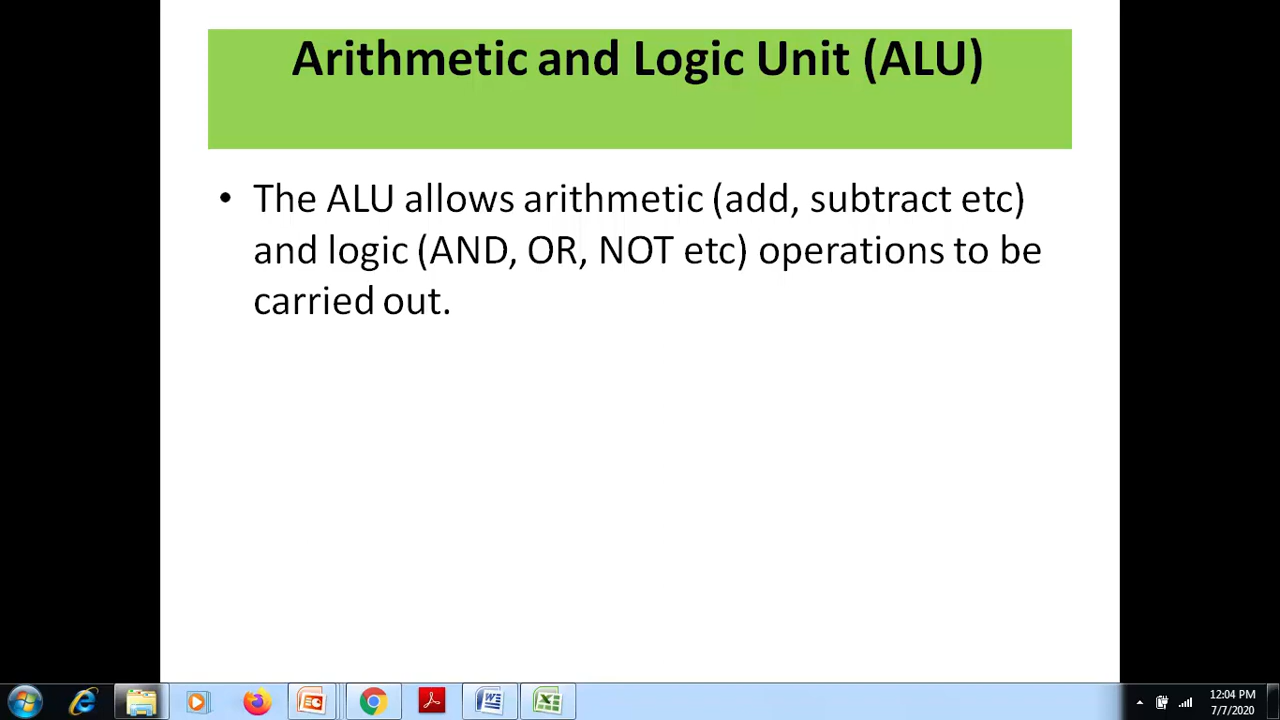 Arithmetic and Logic Unit (ALU)
• The ALU allows arithmetic (add, subtract etc)
and logic (AND, OR, NOT etc) operations to be
carried out.
12:04 PM
7/7/2020